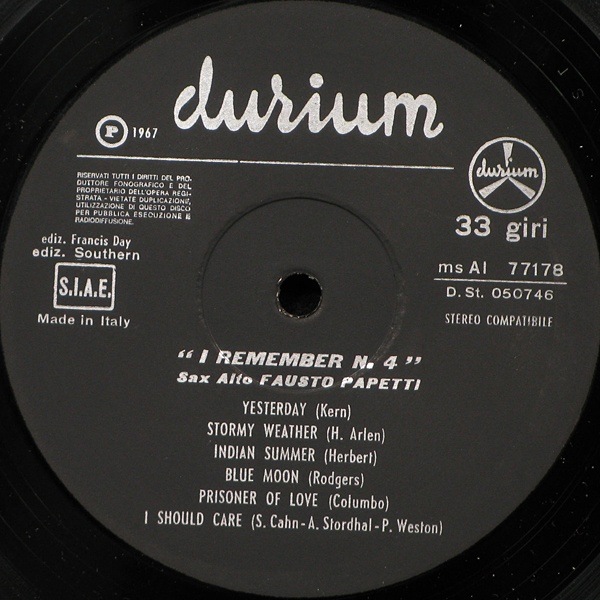 durium
℗ 1967
RISERVATI TUTTI I DIRITTI DEL PRO-
DUTTORE FONOGRAFICO E DEL
PROPRIETARIO DELL'OPERA REGI-
STRATA - VIETATE DUPLICAZIONE,
UTILIZZAZIONE DI QUESTO DISCO
PER PUBBLICA ESECUZIONE E
RADIODIFFUSIONE.
durium
33 giri
ediz. Francis Day
ediz. Southern
S.I.A.E.
Made in Italy
ms AI 77178
D. St. 050746
STEREO COMPATIBILE
"I REMEMBER N. 4"
Sax Alto FAUSTO PAPETTI
YESTERDAY (Kern)
STORMY WEATHER (H. Arlen)
INDIAN SUMMER (Herbert)
BLUE MOON (Rodgers)
PRISONER OF LOVE (Columbo)
I SHOULD CARE (S. Cahn-A. Stordhal-P. Weston)